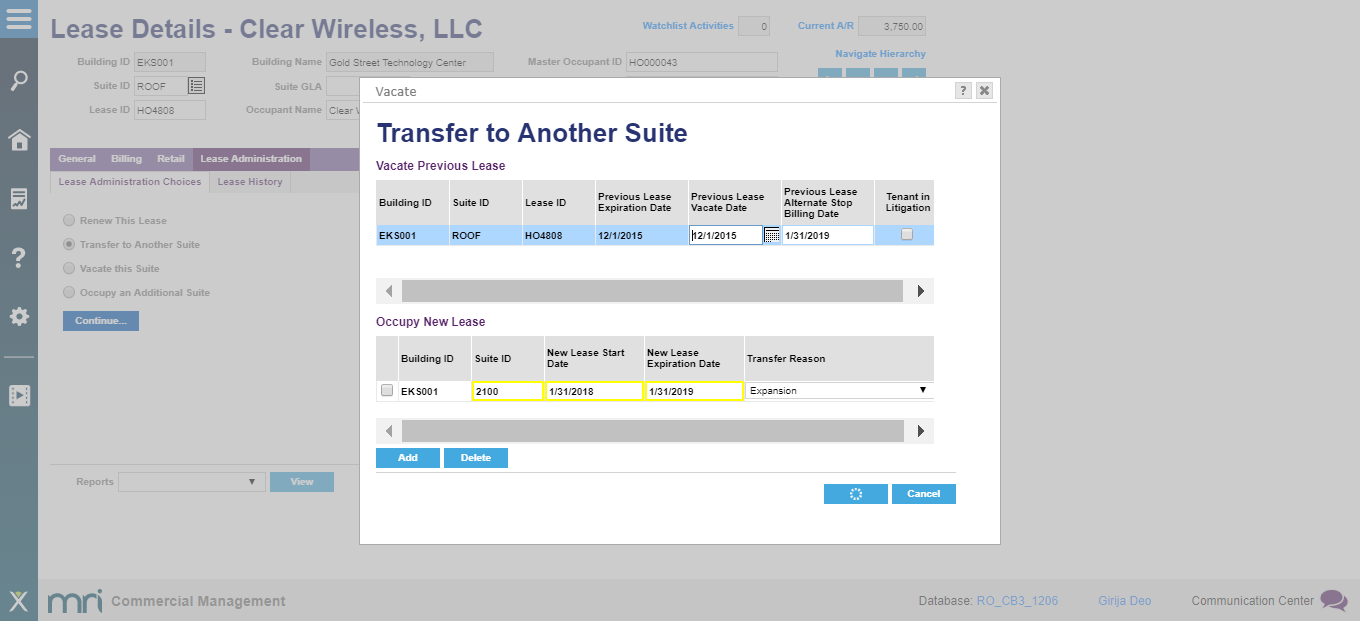 Lease Details - Clear Wireless, LLC
Watchlist Activities 0
Current A/R 3,750.00
Navigate Hierarchy
Building ID EKS001
Building Name Gold Street Technology Center
Master Occupant ID HO000043
Suite ID ROOF
Suite GLA
Lease ID HO4808
Occupant Name Clear
General Billing Retail Lease Administration
Lease Administration Choices Lease History
Renew This Lease
Transfer to Another Suite
Vacate this Suite
Occupy an Additional Suite
Continue...
Reports
View
Vacate
?
Transfer to Another Suite
Vacate Previous Lease
Building ID
Suite ID
Lease ID
Previous Lease
Expiration Date
Previous Lease
Vacate Date
Previous Lease
Alternate Stop
Billing Date
Tenant in
Litigation
EKS001 ROOF HO4808 12/1/2015 12/1/2015 1/31/2019
Occupy New Lease
Building ID
Suite ID
New Lease Start
Date
New Lease
Expiration Date
Transfer Reason
EKS001 2100 1/31/2018 1/31/2019 Expansion
Add Delete
Cancel
mri Commercial Management
Database: RO_CB3_1206
Girija Deo
Communication Center